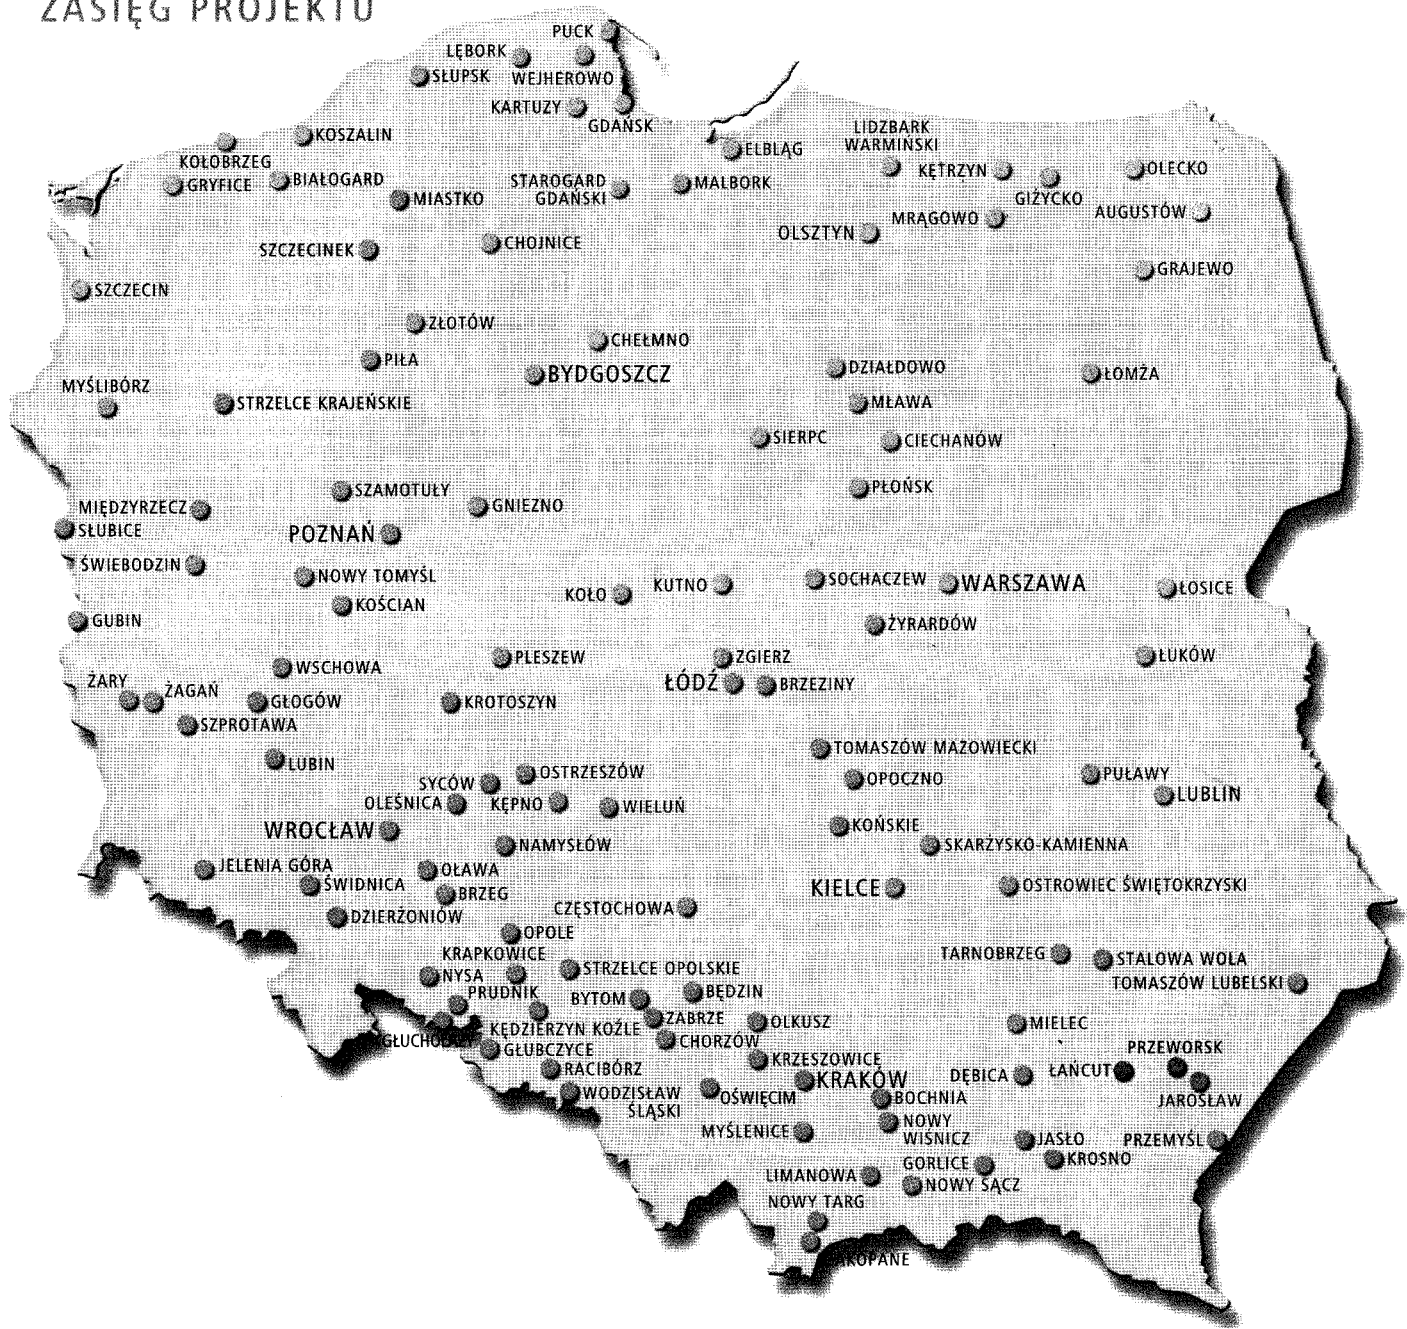 ZASIĘG PROJEKTU
PUCK
LĘBORK
SŁUPSK
WEJHEROWO
KARTUZY
GDAŃSK
KOSZALIN
KOŁOBRZEG
LIDZBARK
WARMIŃSKI
ELBLĄG
KĘTRZYN
OLECKO
GRYFICE
BIAŁOGARD
MIASTKO
STAROGARD
GDAŃSKI
MALBORK
GIŻYCKO
AUGUSTÓW
MRĄGOWO
OLSZTYN
SZCZECINEK
CHOJNICE
GRAJEWO
SZCZECIN
ZŁOTÓW
CHEŁMNO
PIŁA
BYDGOSZCZ
DZIAŁDOWO
ŁOMŻA
MYŚLIBÓRZ
STRZELCE KRAJEŃSKIE
MŁAWA
SIERPC
CIECHANÓW
SZAMOTUŁY
PŁOŃSK
MIĘDZYRZECZ
GNIEZNO
SŁUBICE
POZNAŃ
ŚWIEBODZIN
NOWY TOMYŚL
KOŁO
KUTNO
SOCHACZEW
WARSZAWA
ŁOSICE
KOŚCIAN
GUBIN
ŻYRARDÓW
WSCHOWA
PLESZEW
ZGIERZ
ŁUKÓW
ŻARY
ŻAGAŃ
ŁÓDŹ
BRZEZINY
GŁOGÓW
KROTOSZYN
SZPROTAWA
TOMASZÓW MAZOWIECKI
LUBIN
OSTRZESZÓW
OPOCZNO
PUŁAWY
SYCÓW
OLEŚNICA
KĘPNO
WIELUŃ
LUBLIN
WROCŁAW
KOŃSKIE
NAMYSŁÓW
SKARŻYSKO-KAMIENNA
JELENIA GÓRA
OŁAWA
ŚWIDNICA
BRZEG
KIELCE
OSTROWIEC ŚWIĘTOKRZYSKI
DZIERŻONIÓW
CZĘSTOCHOWA
OPOLE
KRAPKOWICE
TARNOBRZEG
STALOWA WOLA
NYSA
STRZELCE OPOLSKIE
TOMASZÓW LUBELSKI
PRUDNIK
BYTOM
BĘDZIN
KĘDZIERZYN KOŹLE
ZABRZE
OLKUSZ
MIELEC
GŁUCHOŁAZY
CHORZÓW
GŁUBCZYCE
KRZESZOWICE
PRZEWORSK
RACIBÓRZ
KRAKÓW
DĘBICA
ŁAŃCUT
WODZISŁAW
ŚLĄSKI
OŚWIĘCIM
BOCHNIA
JAROSŁAW
MYŚLENICE
NOWY
WIŚNICZ
JASŁO
PRZEMYŚL
GORLICE
KROSNO
LIMANOWA
NOWY SĄCZ
NOWY TARG
AKOPANE